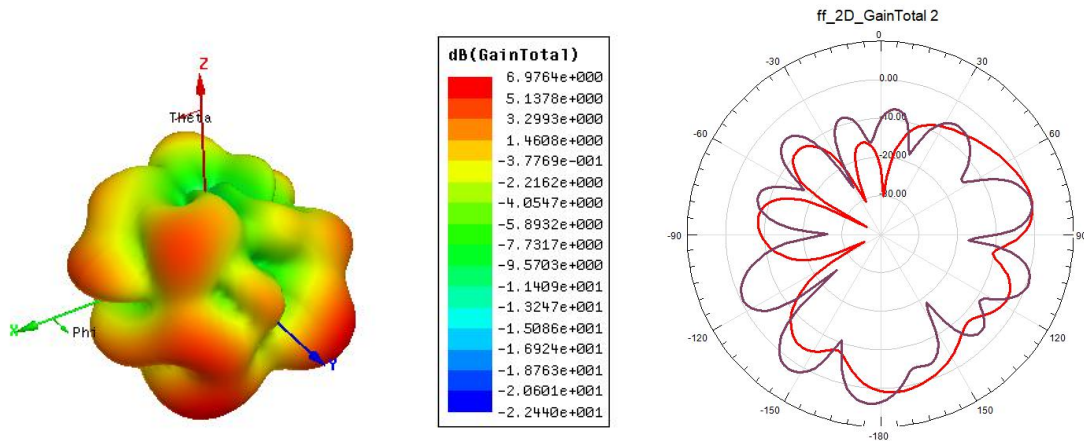 Z
Theta
X
Phi
Y
dB(GainTotal)
6.9764e+000
5.1378e+000
3.2993e+000
1.4608e+000
-3.7769e-001
-2.2162e+000
-4.0547e+000
-5.8932e+000
-7.7317e+000
-9.5703e+000
-1.1409e+001
-1.3247e+001
-1.5086e+001
-1.6924e+001
-1.8763e+001
-2.0601e+001
-2.2440e+001
ff_2D_GainTotal 2
0
-30
30
0.00
-10.00
-60
60
-20.00
-90
90
-120
120
-150
150
-180